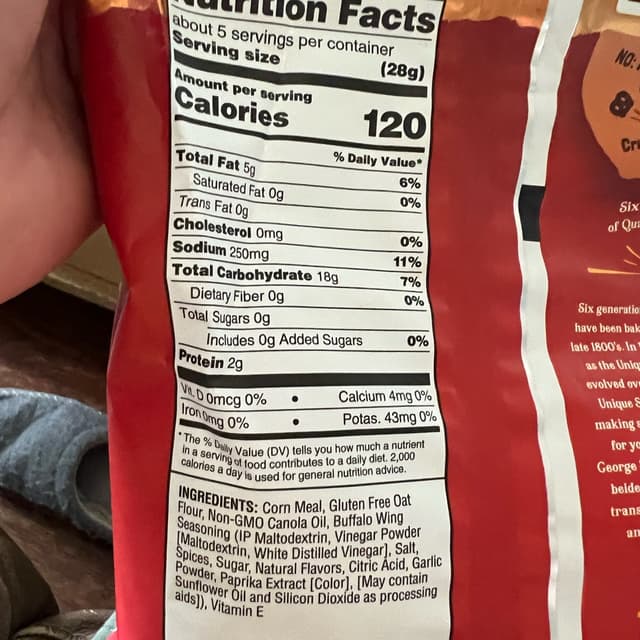 Nutrition Facts
about 5 servings per container
Serving size (28g)
Amount per serving
Calories 120
% Daily Value*
Total Fat 5g 6%
Saturated Fat 0g 0%
Trans Fat 0g
Cholesterol 0mg 0%
Sodium 250mg 11%
Total Carbohydrate 18g 7%
Dietary Fiber 0g 0%
Total Sugars 0g
Includes 0g Added Sugars 0%
Protein 2g
Vit. D 0mcg 0% • Calcium 4mg 0%
Iron 0mg 0% • Potas. 43mg 0%
*The % Daily Value (DV) tells you how much a nutrient
in a serving of food contributes to a daily diet. 2,000
calories a day is used for general nutrition advice.
INGREDIENTS: Corn Meal, Gluten Free Oat
Flour, Non-GMO Canola Oil, Buffalo Wing
Seasoning (IP Maltodextrin, Vinegar Powder
[Maltodextrin, White Distilled Vinegar], Salt,
Spices, Sugar, Natural Flavors, Citric Acid, Garlic
Powder, Paprika Extract [Color], [May contain
Sunflower Oil and Silicon Dioxide as processing
aids]), Vitamin E
NO:
Six
of
Six
have been
late 1800's. In
as the
evolved
Unique
making
for
George